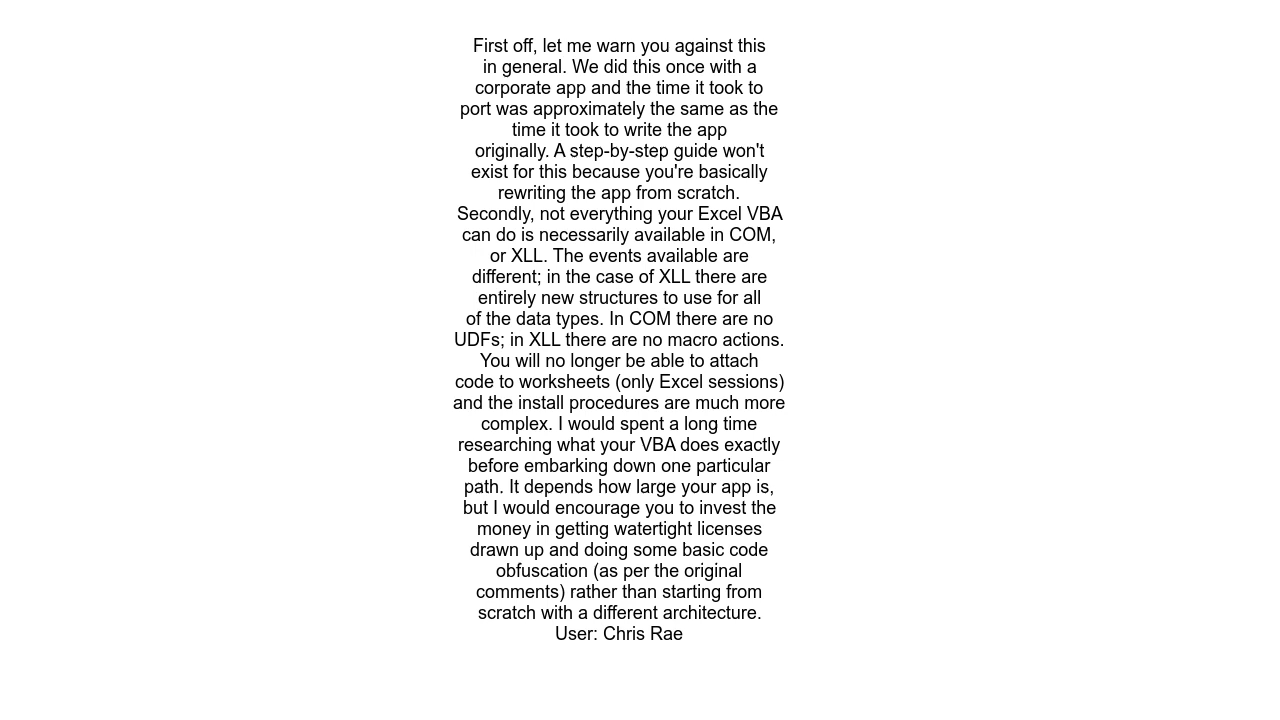 First off, let me warn you against this
in general. We did this once with a
corporate app and the time it took to
port was approximately the same as the
time it took to write the app
originally. A step-by-step guide won't
exist for this because you're basically
rewriting the app from scratch.
Secondly, not everything your Excel VBA
can do is necessarily available in COM,
or XLL. The events available are
different; in the case of XLL there are
entirely new structures to use for all
of the data types. In COM there are no
UDFs; in XLL there are no macro actions.
You will no longer be able to attach
code to worksheets (only Excel sessions)
and the install procedures are much more
complex. I would spent a long time
researching what your VBA does exactly
before embarking down one particular
path. It depends how large your app is,
but I would encourage you to invest the
money in getting watertight licenses
drawn up and doing some basic code
obfuscation (as per the original
comments) rather than starting from
scratch with a different architecture.
User: Chris Rae